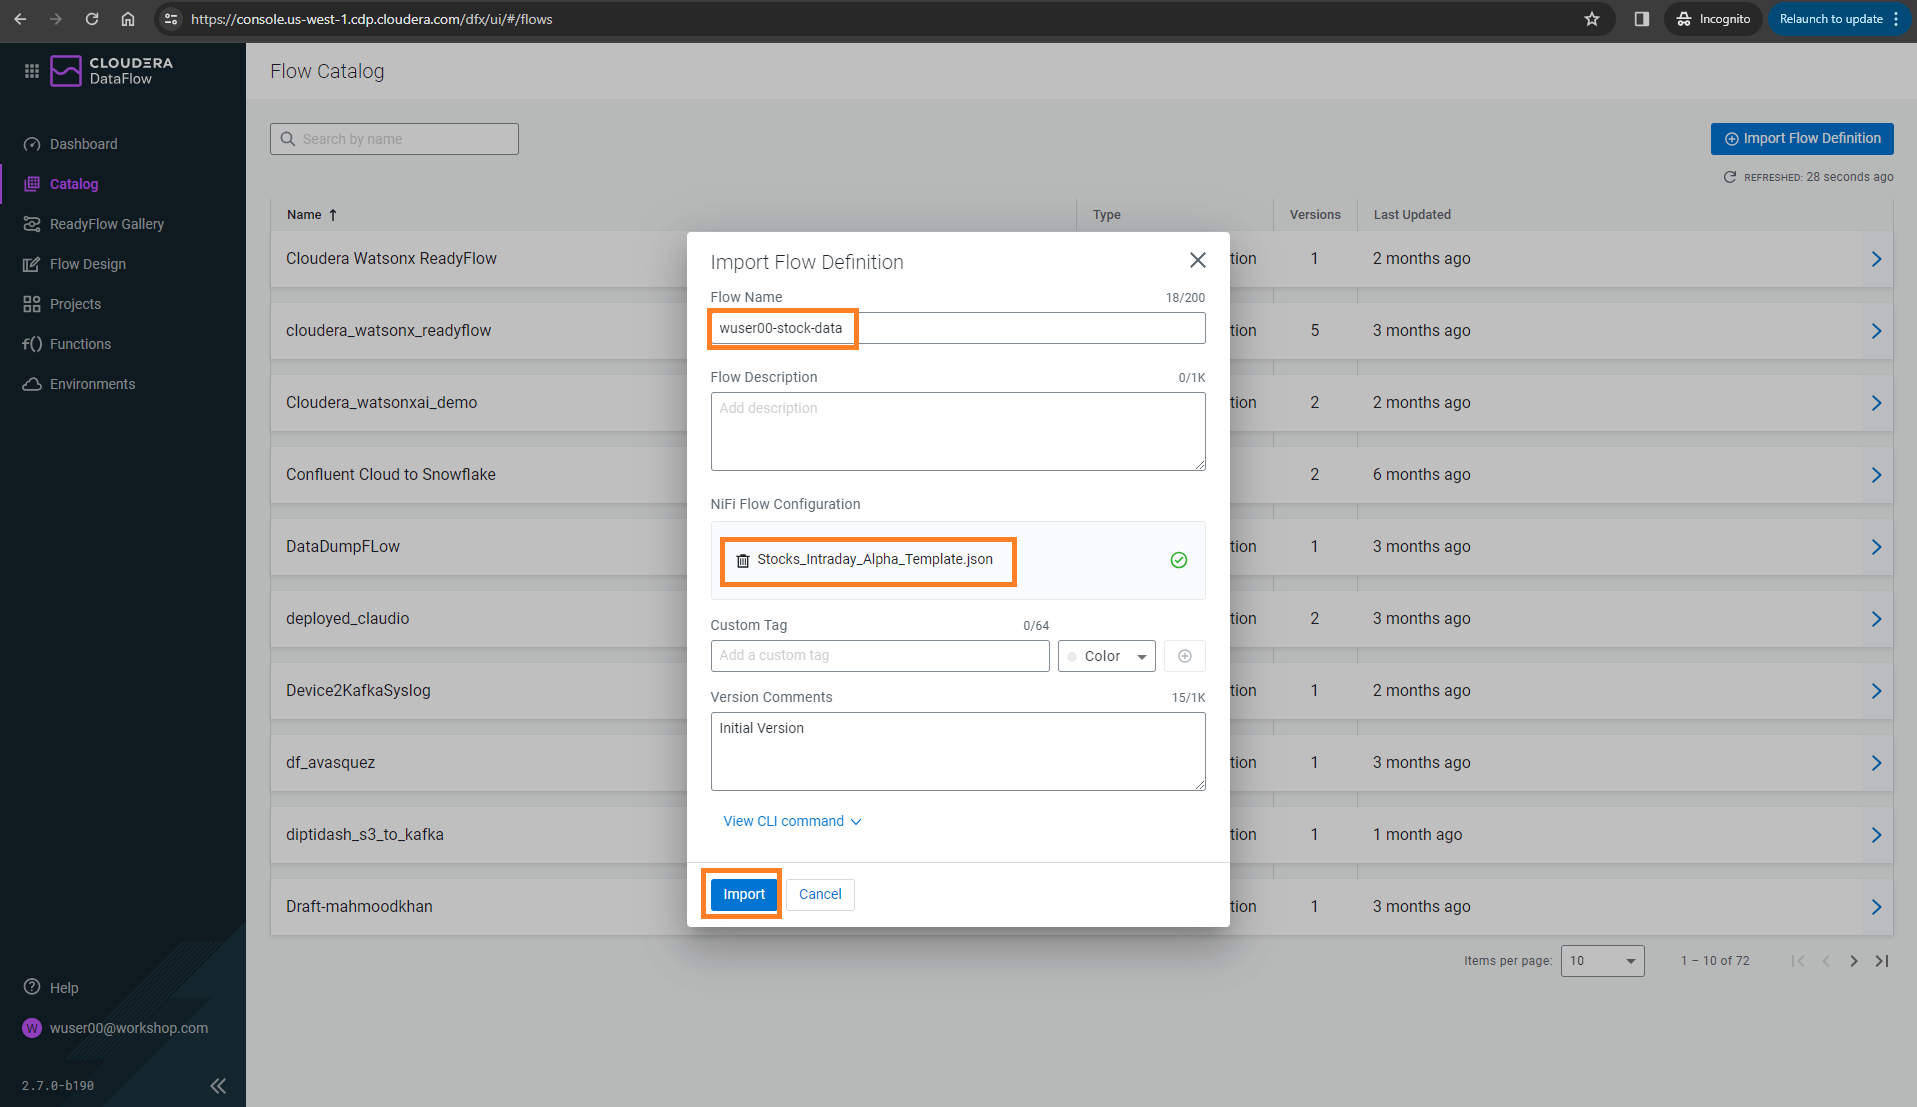 https://console.us-west-1.cdp.cloudera.com/dfx/ui/#/flows
Incognito
Relaunch to update
CLOUDERA
DataFlow
Dashboard
Catalog
ReadyFlow Gallery
Flow Design
Projects
f() Functions
Environments
Help
W wuser00@workshop.com
2.7.0-b190
Flow Catalog
Search by name
Import Flow Definition
REFRESHED: 28 seconds ago
Name Type Versions Last Updated
Cloudera Watsonx ReadyFlow tion 1 2 months ago
cloudera_watsonx_readyflow tion 5 3 months ago
Cloudera_watsonxai_demo tion 2 2 months ago
Confluent Cloud to Snowflake 2 6 months ago
DataDumpFLow tion 1 3 months ago
deployed_claudio tion 2 3 months ago
Device2KafkaSyslog tion 1 2 months ago
df_avasquez tion 1 3 months ago
diptidash_s3_to_kafka tion 1 1 month ago
Draft-mahmoodkhan tion 1 3 months ago
Items per page: 10 1 – 10 of 72
Import Flow Definition
Flow Name 18/200
wuser00-stock-data
Flow Description 0/1K
Add description
NiFi Flow Configuration
Stocks_Intraday_Alpha_Template.json
Custom Tag 0/64
Add a custom tag Color
Version Comments 15/1K
Initial Version
View CLI command
Import Cancel